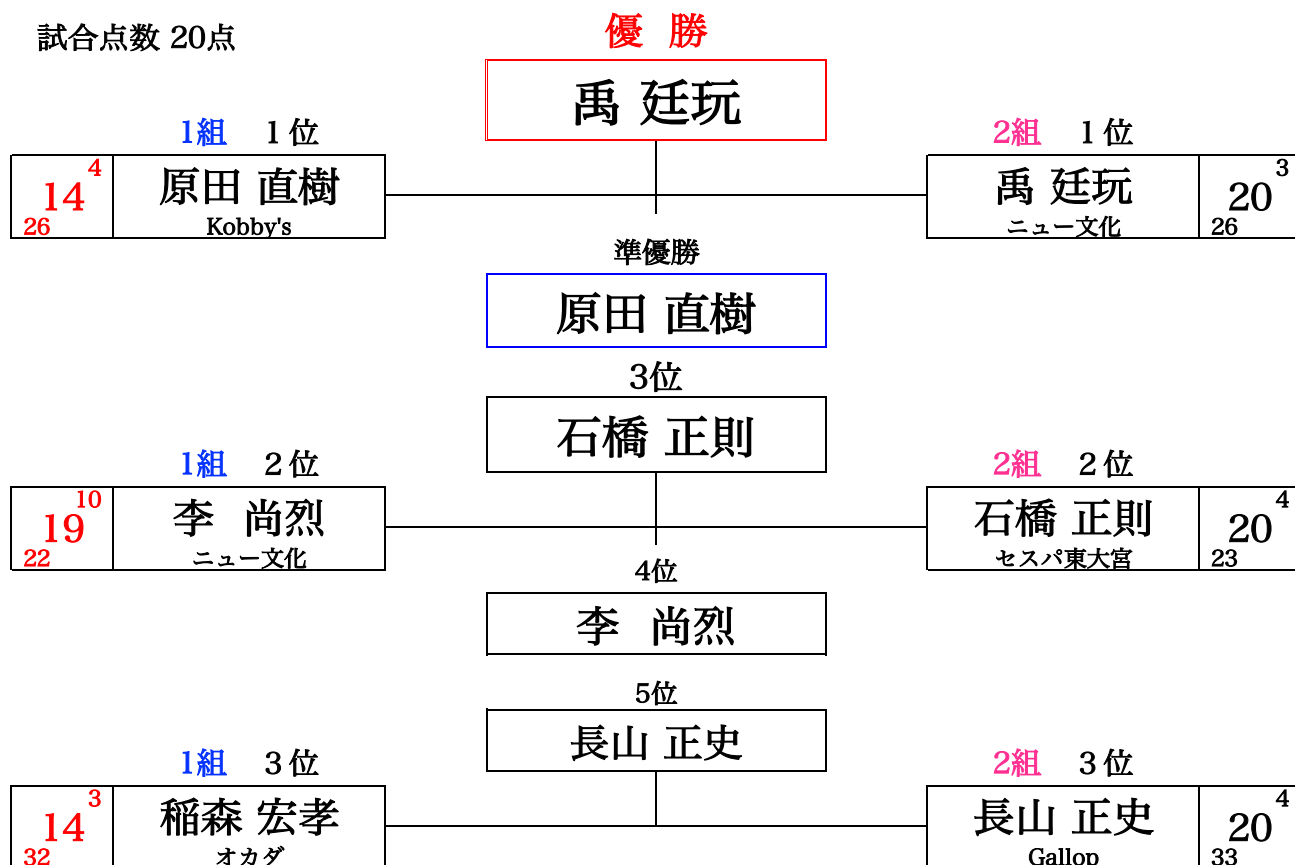 試合点数 20点
優 勝
禹 廷玩
1組 1位
2組 1位
4
14
26
原田 直樹
Kobby's
禹 廷玩
ニュー文化
3
20
26
準優勝
原田 直樹
3位
石橋 正則
1組 2位
2組 2位
10
19
22
李 尚烈
ニュー文化
石橋 正則
セスパ東大宮
4
20
23
4位
李 尚烈
5位
長山 正史
1組 3位
2組 3位
3
14
32
稲森 宏孝
オカダ
長山 正史
Gallop
4
20
33